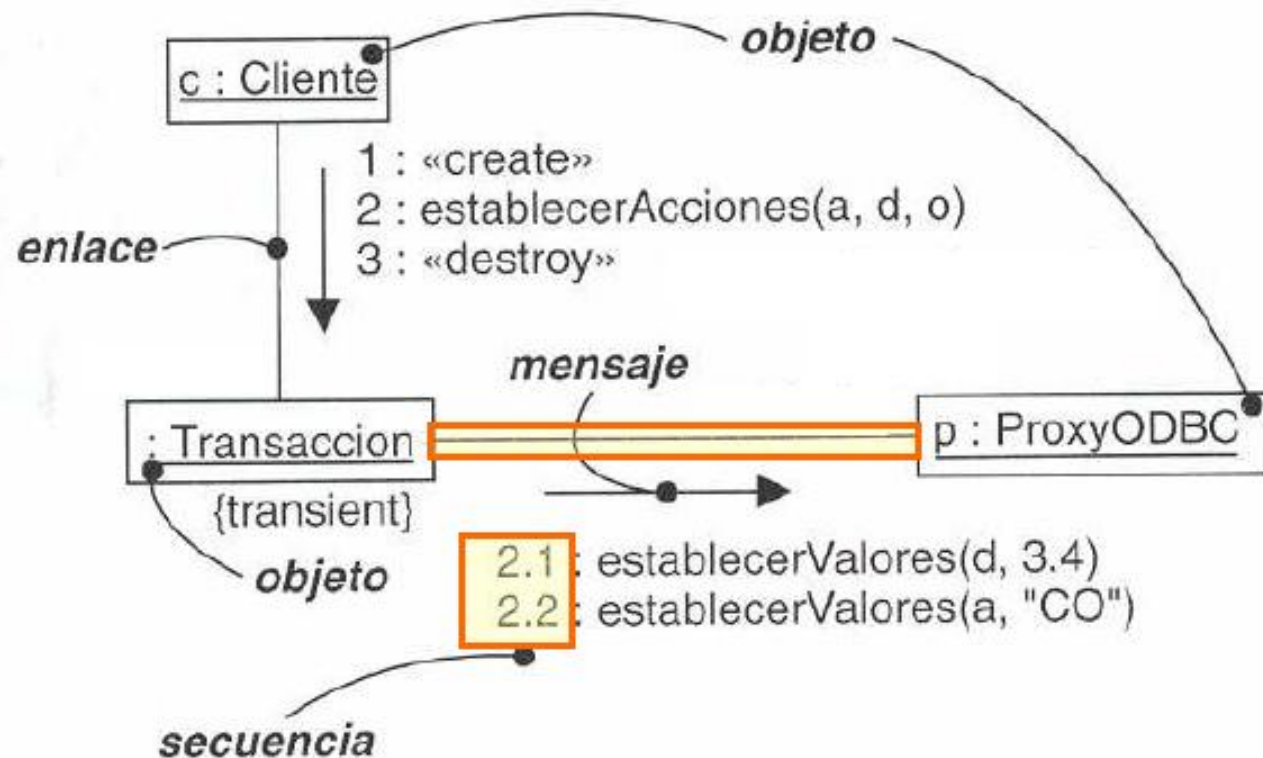 objeto
c : Cliente
1 : «create»
2 : establecerAcciones(a, d, o)
enlace
3 : «destroy»
mensaje
: Transaccion
p : ProxyODBC
{transient}
objeto
2.1 : establecerValores(d, 3.4)
2.2 : establecerValores(a, "CO")
secuencia